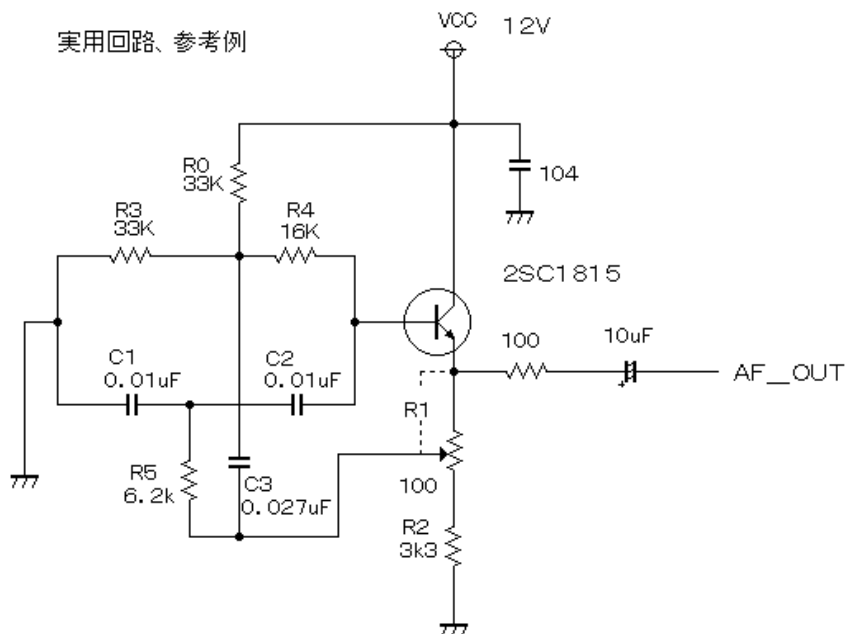 実用回路、参考例
VCC 12V
R0
33K
104
R3
33K
R4
16K
2SC1815
C1
0.01uF
C2
0.01uF
100
10uF
+
AF_OUT
R1
100
R5
6.2k
C3
0.027uF
R2
3k3